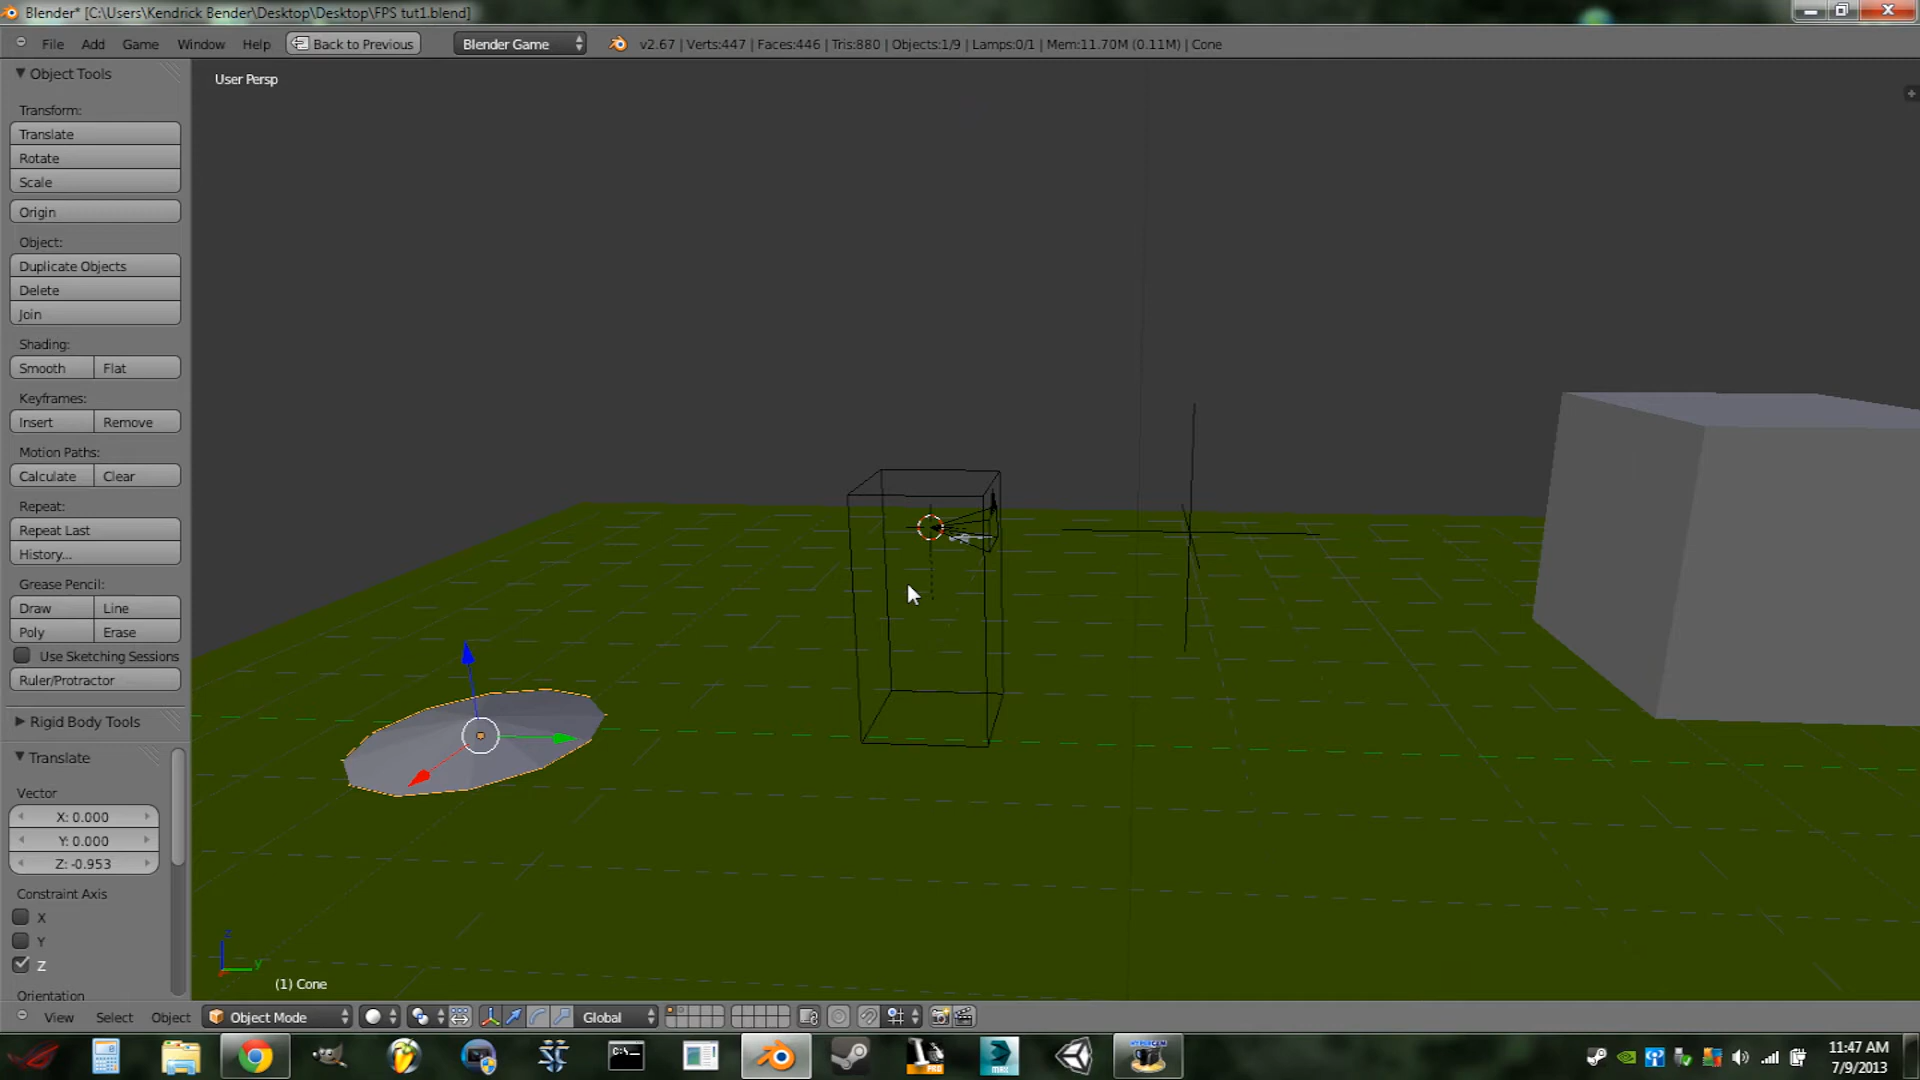 Blender* [C:\Users\Kendrick Bender\Desktop\Desktop\FPS tut1.blend]
File Add Game Window Help Back to Previous Blender Game v2.67 | Verts:447 | Faces:446 | Tris:880 | Objects:1/9 | Lamps:0/1 | Mem:11.70M (0.11M) | Cone
Object Tools
User Persp
Transform:
Translate
Rotate
Scale
Origin
Object:
Duplicate Objects
Delete
Join
Shading:
Smooth Flat
Keyframes:
Insert Remove
Motion Paths:
Calculate Clear
Repeat:
Repeat Last
History...
Grease Pencil:
Draw Line
Poly Erase
Use Sketching Sessions
Ruler/Protractor
Rigid Body Tools
Translate
Vector
X: 0.000
Y: 0.000
Z: -0.953
Constraint Axis
X
Y
Z
Orientation
z
y
(1) Cone
View Select Object Object Mode Global
C:\_
PRO
MAX
11:47 AM
7/9/2013